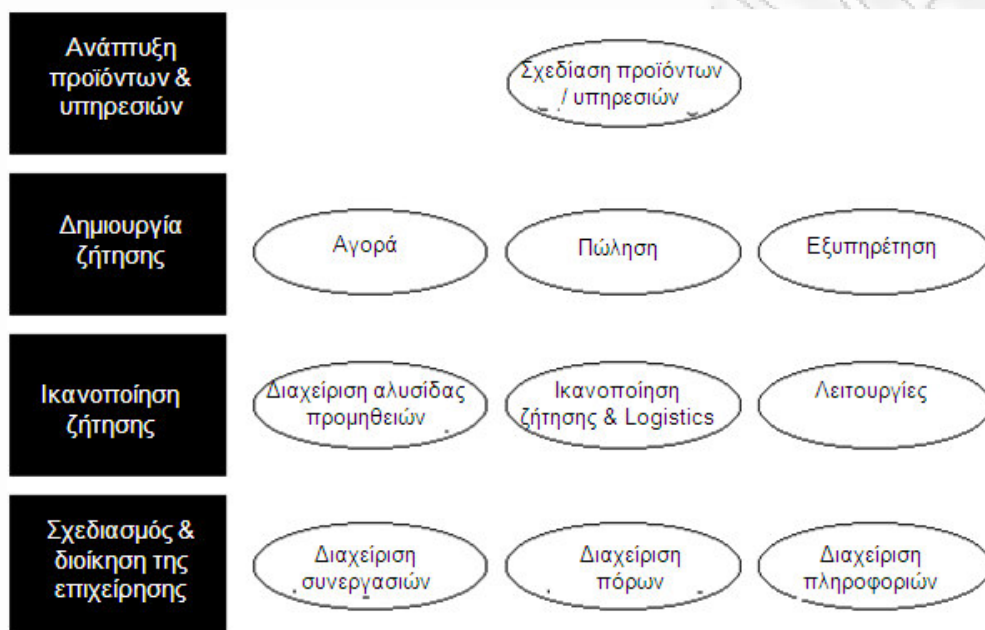 Ανάπτυξη
προϊόντων &
υπηρεσιών
Σχεδίαση προϊόντων
/ υπηρεσιών
Δημιουργία
ζήτησης
Αγορά
Πώληση
Εξυπηρέτηση
Ικανοποίηση
ζήτησης
Διαχείριση αλυσίδας
προμηθειών
Ικανοποίηση
ζήτησης & Logistics
Λειτουργίες
Σχεδιασμός &
διοίκηση της
επιχείρησης
Διαχείριση
συνεργασιών
Διαχείριση
πόρων
Διαχείριση
πληροφοριών